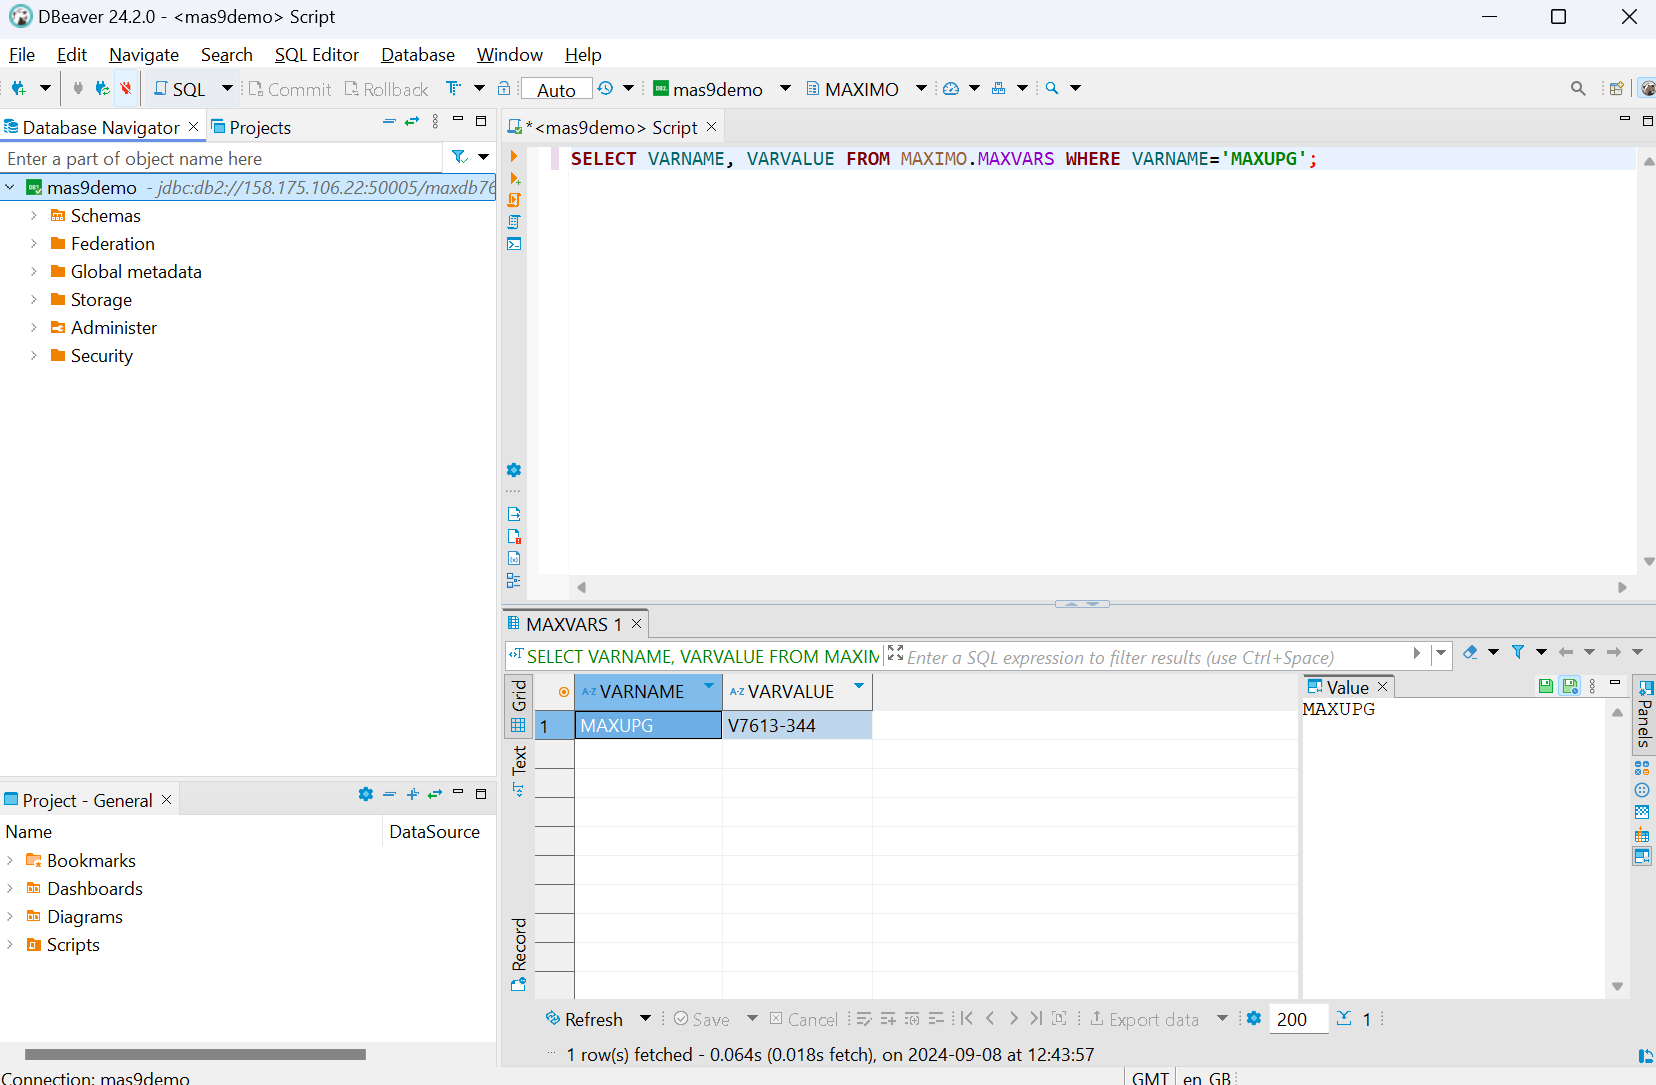 DBeaver 24.2.0 - <mas9demo> Script
File Edit Navigate Search SQL Editor Database Window Help
SQL Commit Rollback Auto mas9demo MAXIMO
Database Navigator Projects
Enter a part of object name here
mas9demo - jdbc:db2://158.175.106.22:50005/maxdb76
Schemas
Federation
Global metadata
Storage
Administer
Security
Project - General
Name DataSource
Bookmarks
Dashboards
Diagrams
Scripts
*<mas9demo> Script
SELECT VARNAME, VARVALUE FROM MAXIMO.MAXVARS WHERE VARNAME='MAXUPG';
MAXVARS 1
SELECT VARNAME, VARVALUE FROM MAXIM Enter a SQL expression to filter results (use Ctrl+Space)
Grid
Text
Record
A-Z VARNAME A-Z VARVALUE
1 MAXUPG V7613-344
Value
MAXUPG
Panels
Refresh Save Cancel Export data 200 1
1 row(s) fetched - 0.064s (0.018s fetch), on 2024-09-08 at 12:43:57
Connection: mas9demo
GMT en_GB